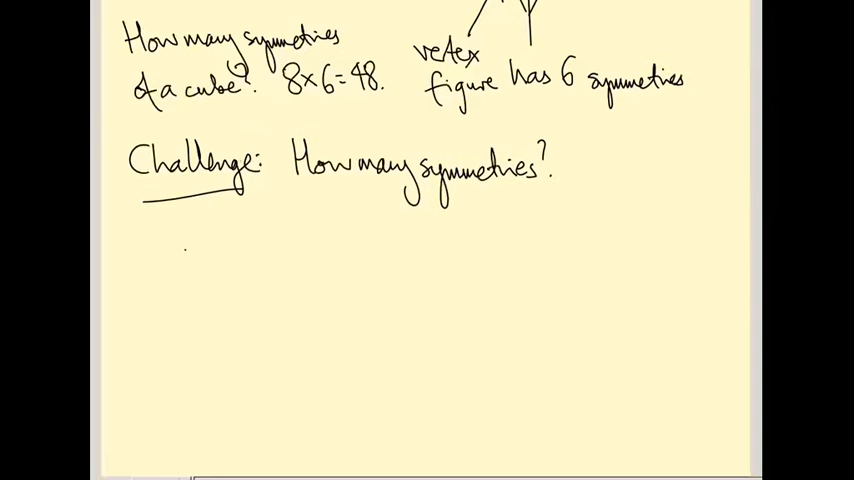 How many symmetries
of a cube? 8×6=48.
vertex
figure has 6 symmetries
Challenge: How many symmetries?